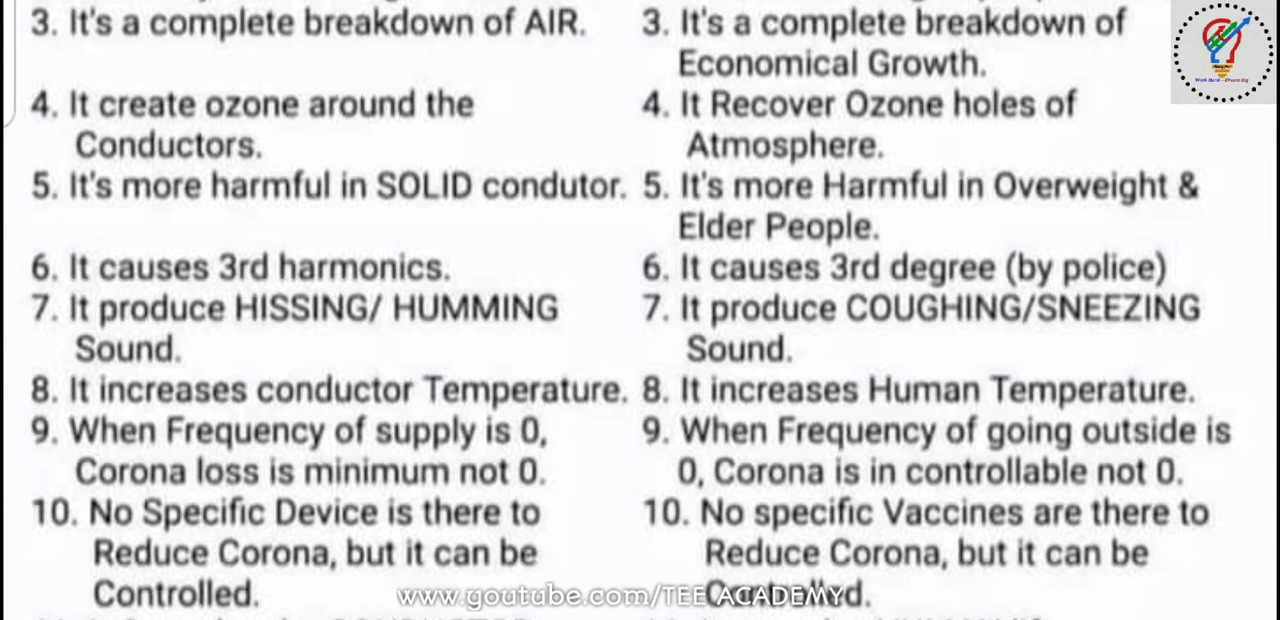 3. It's a complete breakdown of AIR.
4. It create ozone around the
Conductors.
5. It's more harmful in SOLID condutor.
6. It causes 3rd harmonics.
7. It produce HISSING/ HUMMING
Sound.
8. It increases conductor Temperature.
9. When Frequency of supply is 0,
Corona loss is minimum not 0.
10. No Specific Device is there to
Reduce Corona, but it can be
Controlled.
3. It's a complete breakdown of
Economical Growth.
4. It Recover Ozone holes of
Atmosphere.
5. It's more Harmful in Overweight &
Elder People.
6. It causes 3rd degree (by police)
7. It produce COUGHING/SNEEZING
Sound.
8. It increases Human Temperature.
9. When Frequency of going outside is
0, Corona is in controllable not 0.
10. No specific Vaccines are there to
Reduce Corona, but it can be
Controlled.
www.youtube.com/TEE ACADEMY
Work Hard - Dream Big